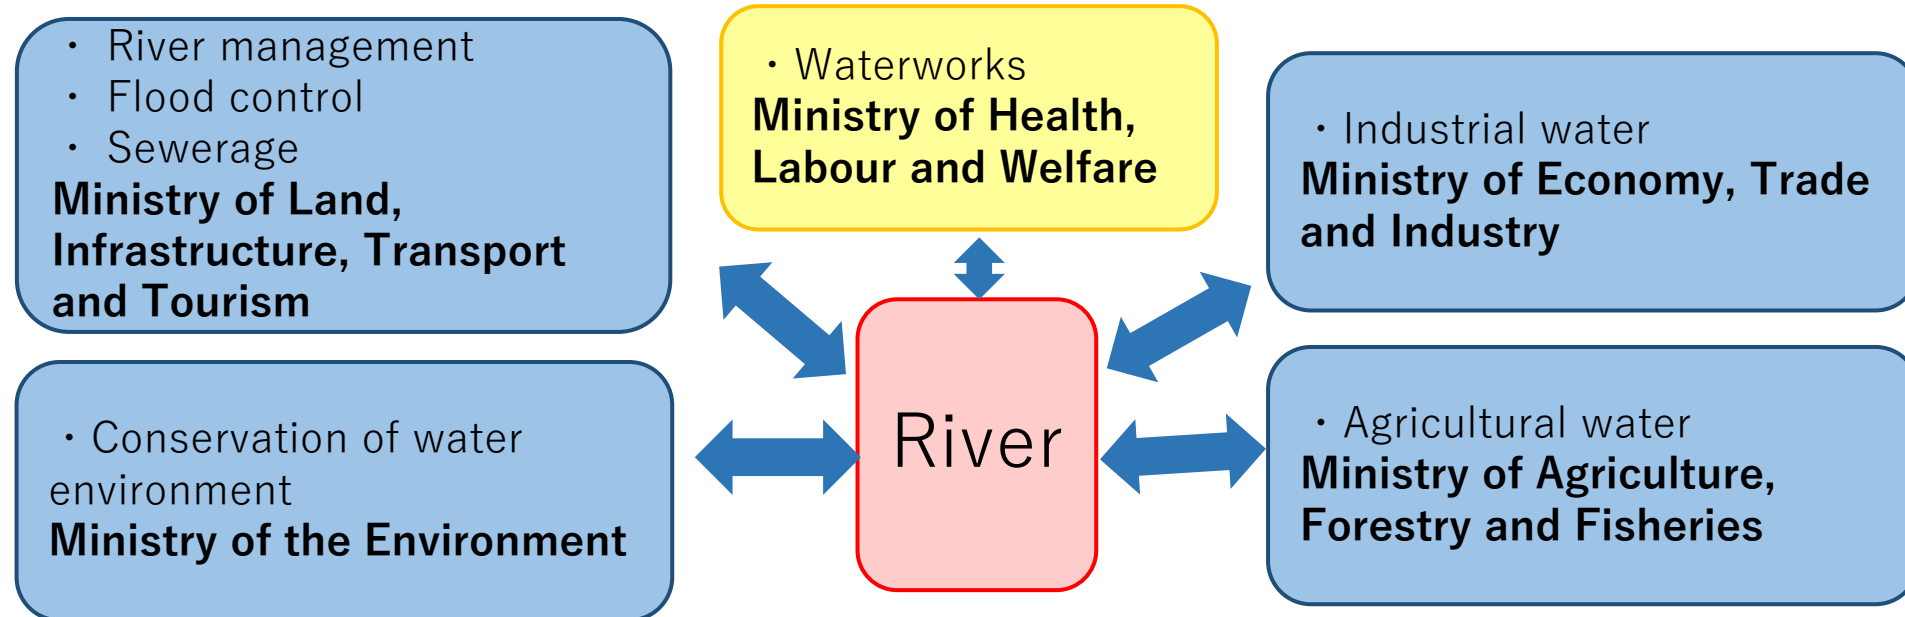 ・ River management
・ Flood control
・ Sewerage
Ministry of Land,
Infrastructure, Transport
and Tourism
・Waterworks
Ministry of Health,
Labour and Welfare
・Industrial water
Ministry of Economy, Trade
and Industry
・Conservation of water
environment
Ministry of the Environment
River
・Agricultural water
Ministry of Agriculture,
Forestry and Fisheries